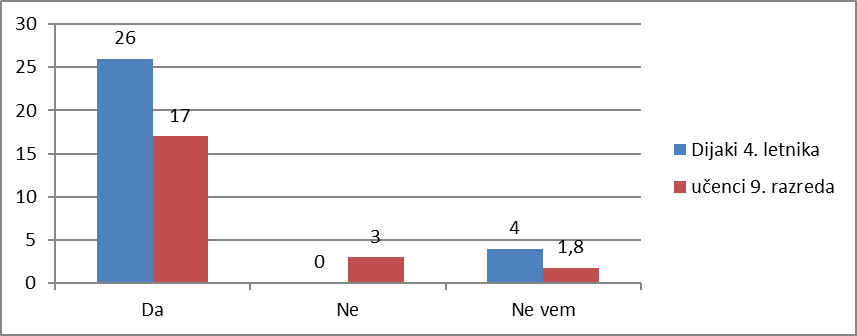 30
25
20
15
10
5
0
26
17
0
3
4
1,8
Da
Ne
Ne vem
Dijaki 4. letnika
učenci 9. razreda